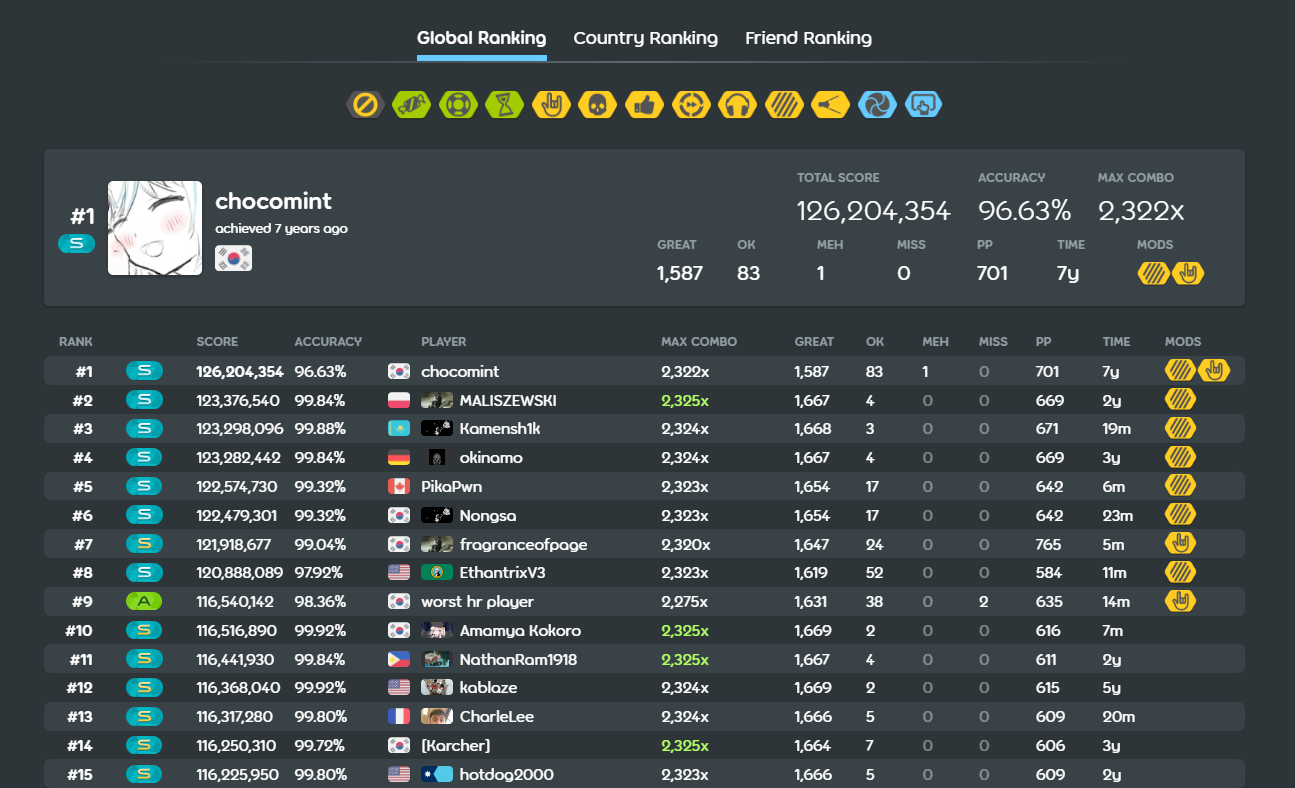 Global Ranking Country Ranking Friend Ranking
#1 S
chocomint
achieved 7 years ago
TOTAL SCORE ACCURACY MAX COMBO
126,204,354 96.63% 2,322x
GREAT OK MEH MISS PP TIME MODS
1,587 83 1 0 701 7y
RANK SCORE ACCURACY PLAYER MAX COMBO GREAT OK MEH MISS PP TIME MODS
#1 S 126,204,354 96.63% chocomint 2,322x 1,587 83 1 0 701 7y
#2 S 123,376,540 99.84% MALISZEWSKI 2,325x 1,667 4 0 0 669 2y
#3 S 123,298,096 99.88% Kamensh1k 2,324x 1,668 3 0 0 671 19m
#4 S 123,282,442 99.84% okinamo 2,324x 1,667 4 0 0 669 3y
#5 S 122,574,730 99.32% PikaPwn 2,323x 1,654 17 0 0 642 6m
#6 S 122,479,301 99.32% Nongsa 2,323x 1,654 17 0 0 642 23m
#7 S 121,918,677 99.04% fragranceofpage 2,320x 1,647 24 0 0 765 5m
#8 S 120,888,089 97.92% EthantrixV3 2,323x 1,619 52 0 0 584 11m
#9 A 116,540,142 98.36% worst hr player 2,275x 1,631 38 0 2 635 14m
#10 S 116,516,890 99.92% Amamya Kokoro 2,325x 1,669 2 0 0 616 7m
#11 S 116,441,930 99.84% NathanRam1918 2,325x 1,667 4 0 0 611 2y
#12 S 116,368,040 99.92% kablaze 2,324x 1,669 2 0 0 615 5y
#13 S 116,317,280 99.80% CharleLee 2,324x 1,666 5 0 0 609 20m
#14 S 116,250,310 99.72% [Karcher] 2,325x 1,664 7 0 0 606 3y
#15 S 116,225,950 99.80% hotdog2000 2,323x 1,666 5 0 0 609 2y